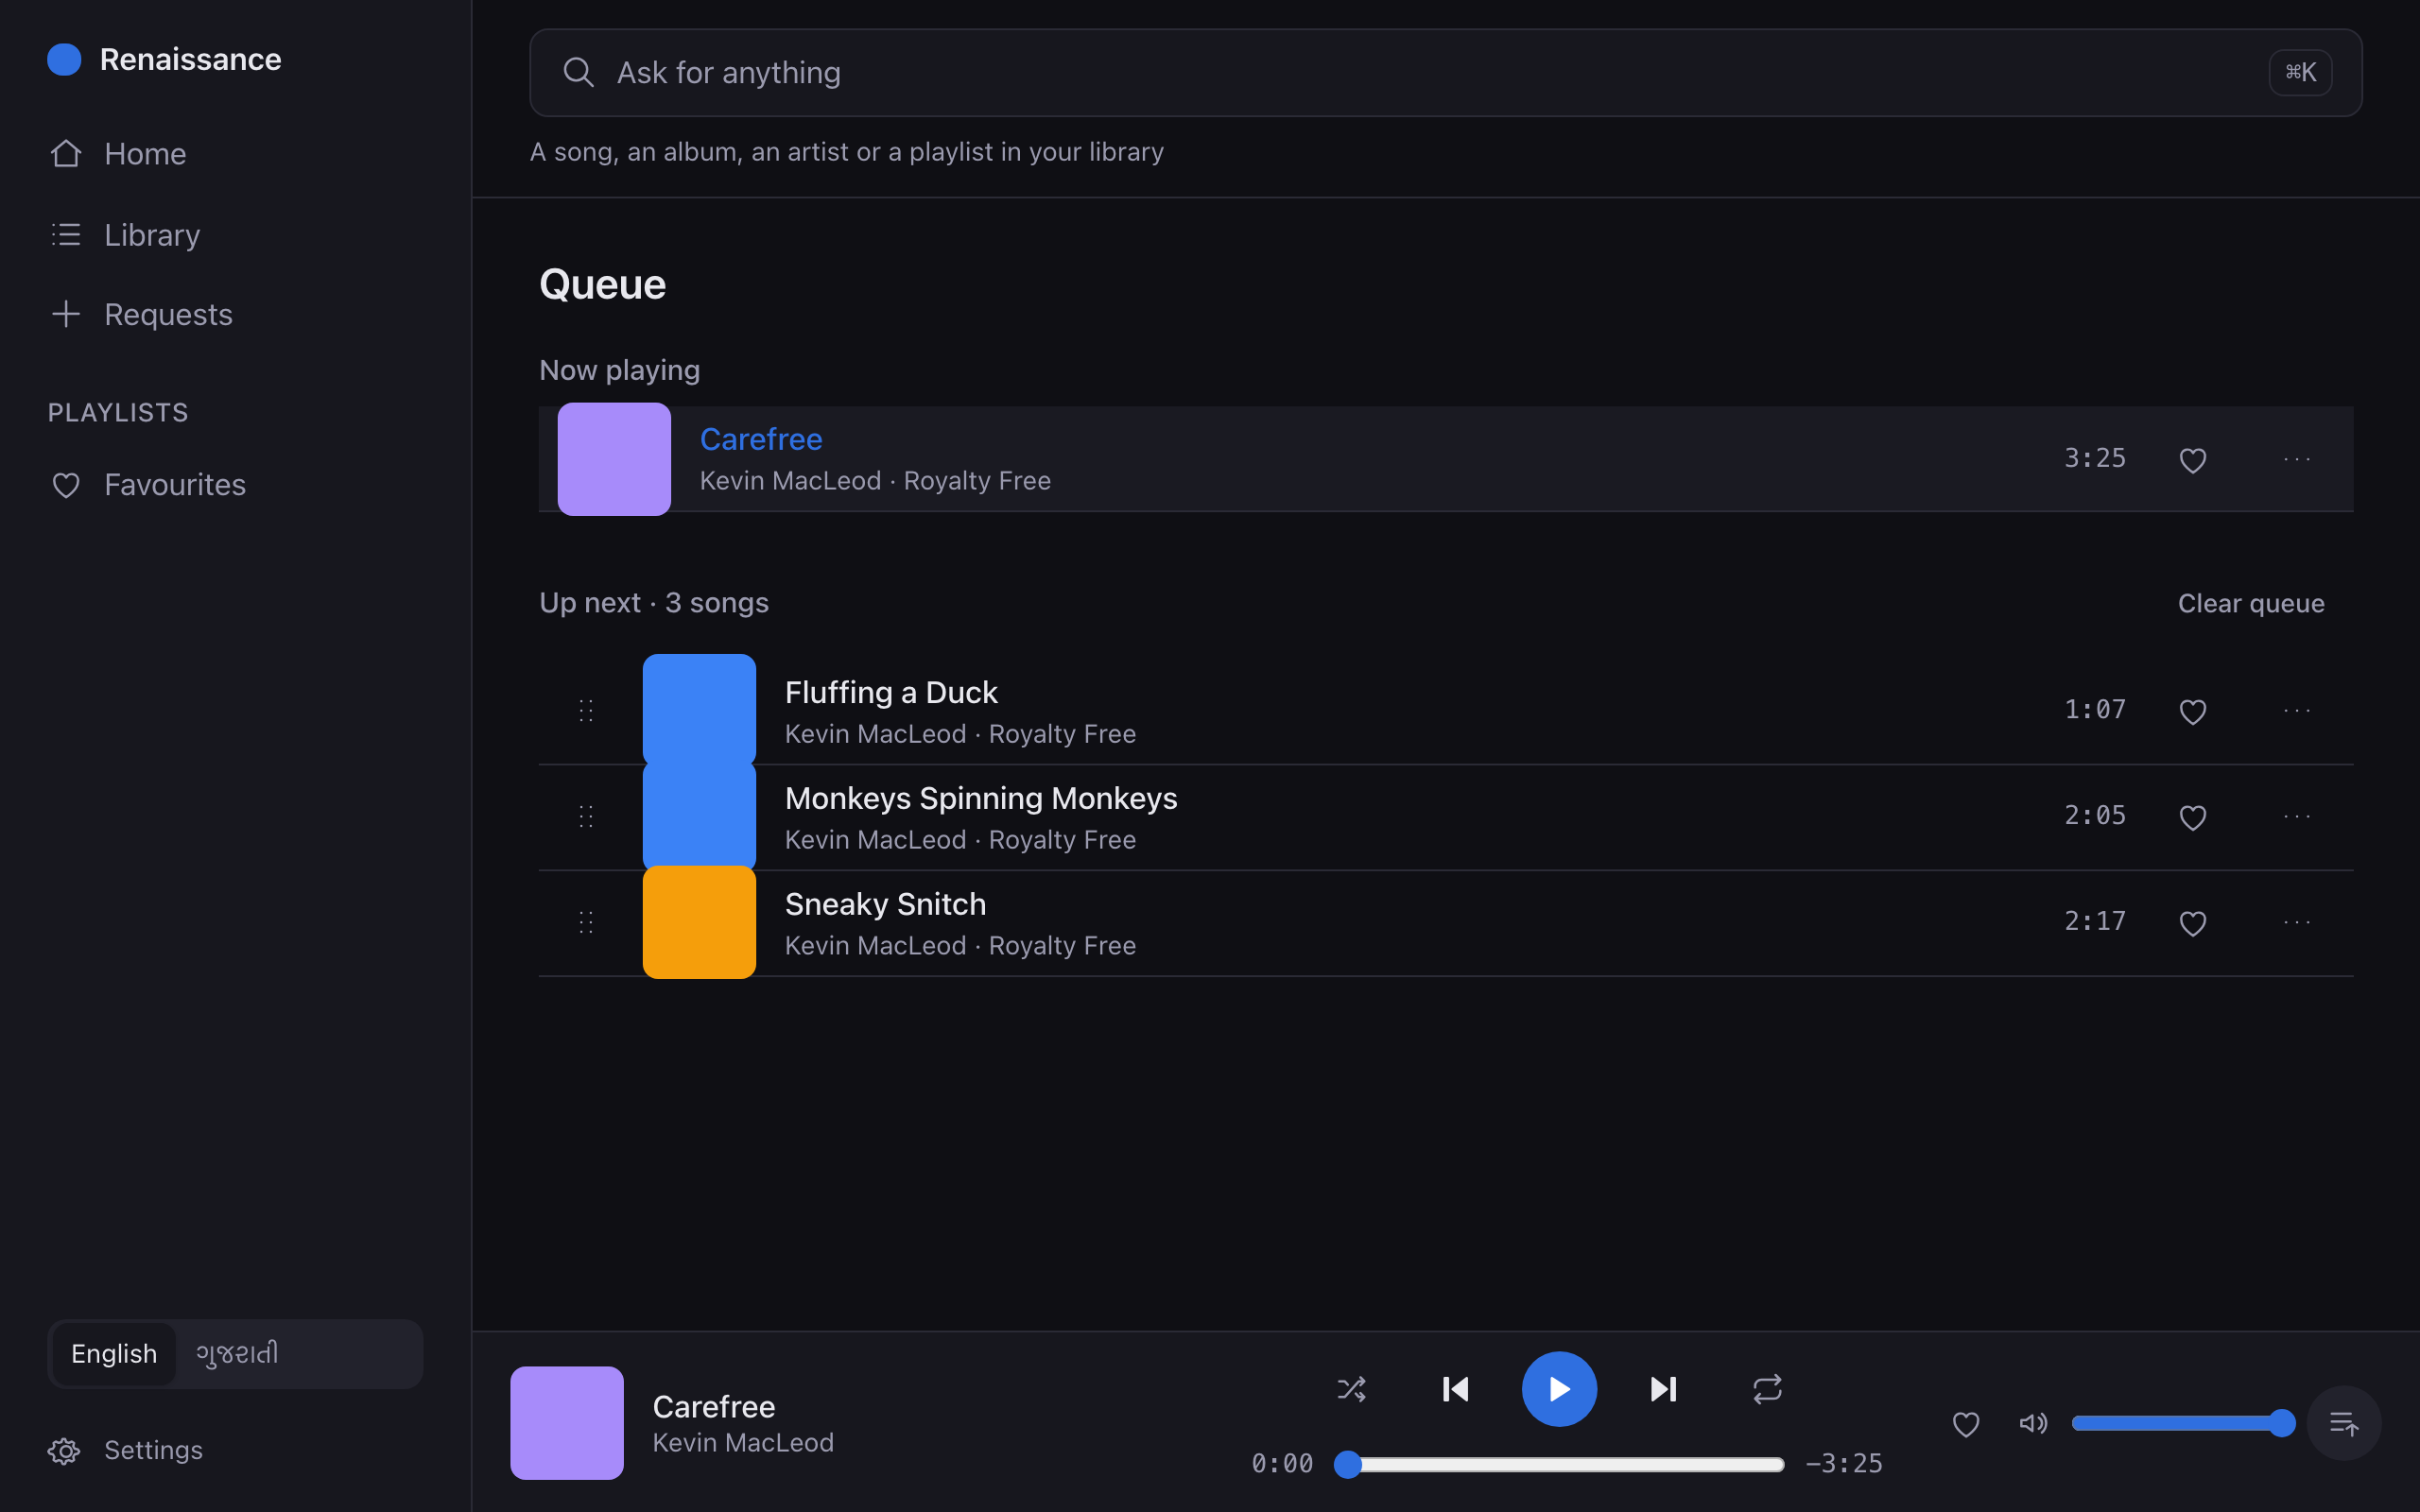 Renaissance
Home
Library
Requests
PLAYLISTS
Favourites
English ગુજરાતી
Settings
Ask for anything ⌘K
A song, an album, an artist or a playlist in your library
Queue
Now playing
Carefree
Kevin MacLeod · Royalty Free
3:25
Up next · 3 songs Clear queue
Fluffing a Duck
Kevin MacLeod · Royalty Free
1:07
Monkeys Spinning Monkeys
Kevin MacLeod · Royalty Free
2:05
Sneaky Snitch
Kevin MacLeod · Royalty Free
2:17
Carefree
Kevin MacLeod
0:00 −3:25